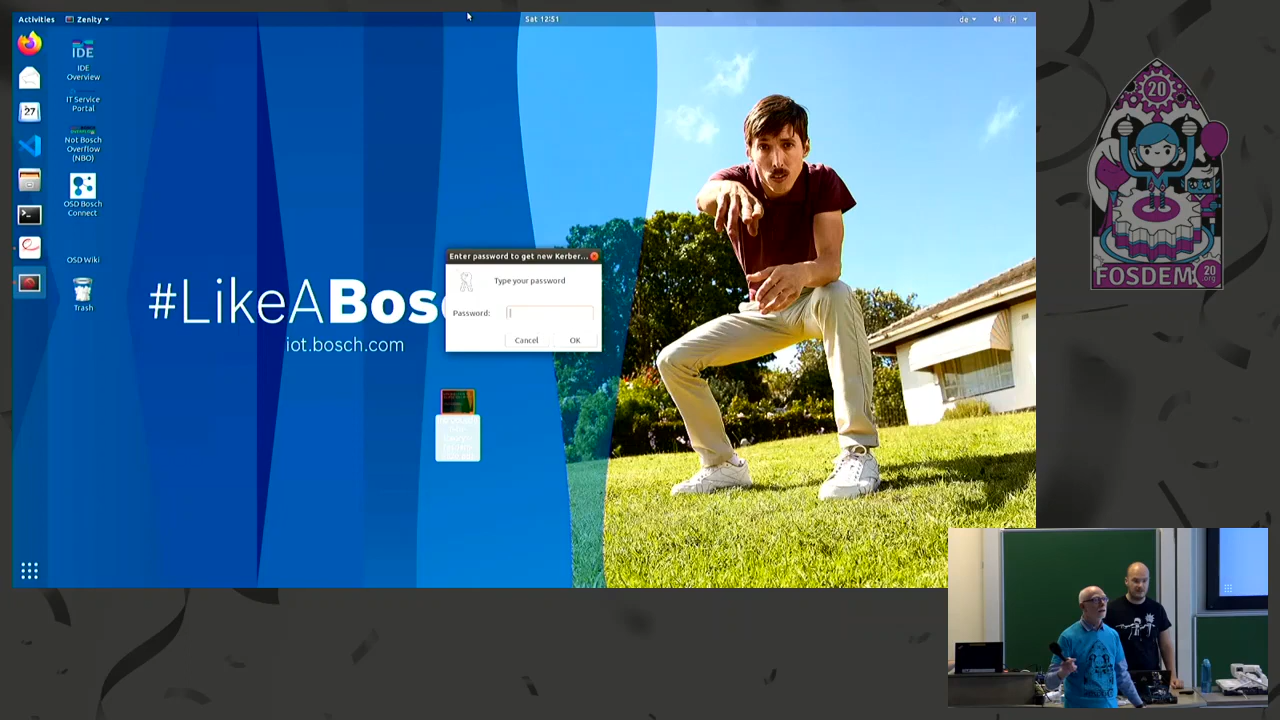 Activities
Zenity
Sat 12:51
de
27
IDE
IDE
Overview
IT Service
Portal
Not Bosch
Overflow
(NBO)
OSD Bosch
Connect
OSD Wiki
Trash
#LikeABos
iot.bosch.com
Enter password to get new Kerber...
Type your password
Password:
Cancel
OK
20
FOSDEM
20
.org